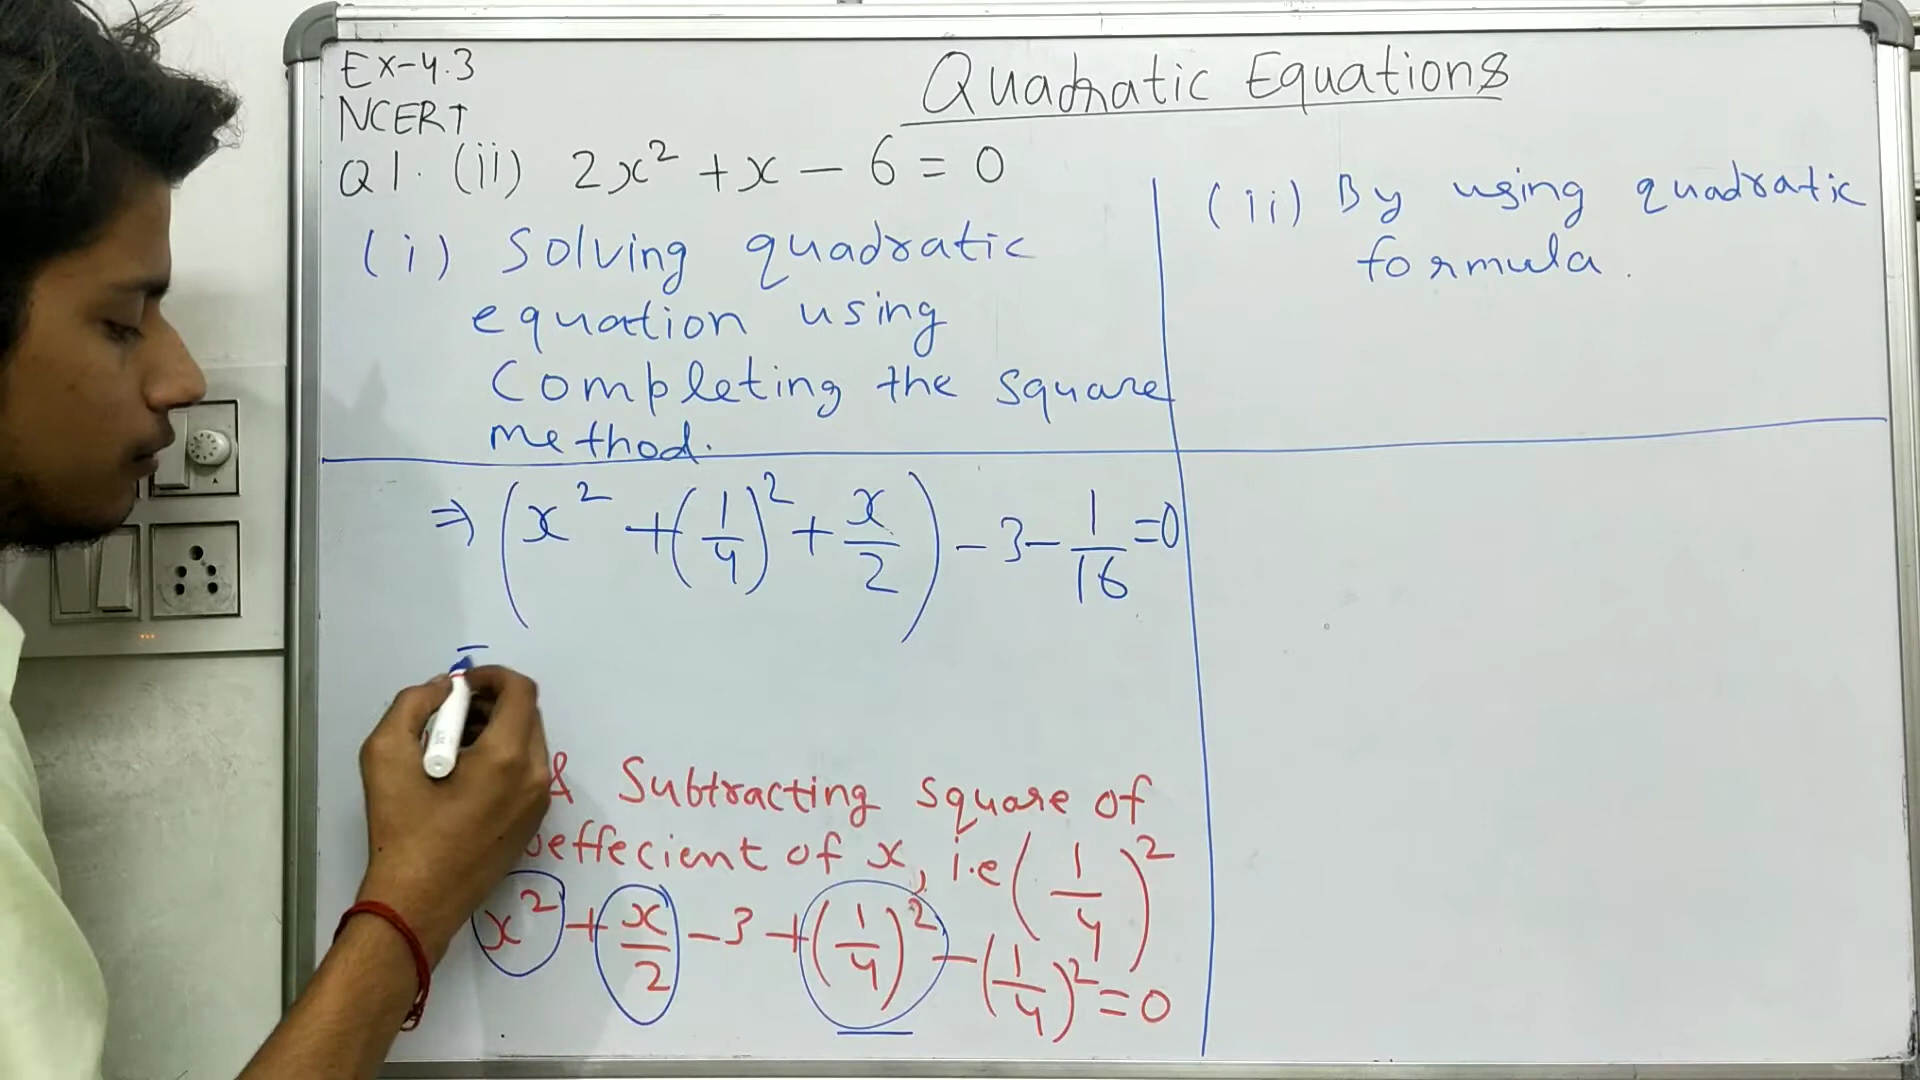 Ex-4.3
NCERT
Quadratic Equations
Q1. (ii) 2x² + x - 6 = 0
(i) Solving quadratic
equation using
Completing the square
method.
(ii) By using quadratic
formula.
⇒ (x² + (1/4)² + x/2) - 3 - 1/16 = 0
& Subtracting square of
of x, i.e (1/4)²
x² + x/2 - 3 + (1/4)² - (1/4)² = 0